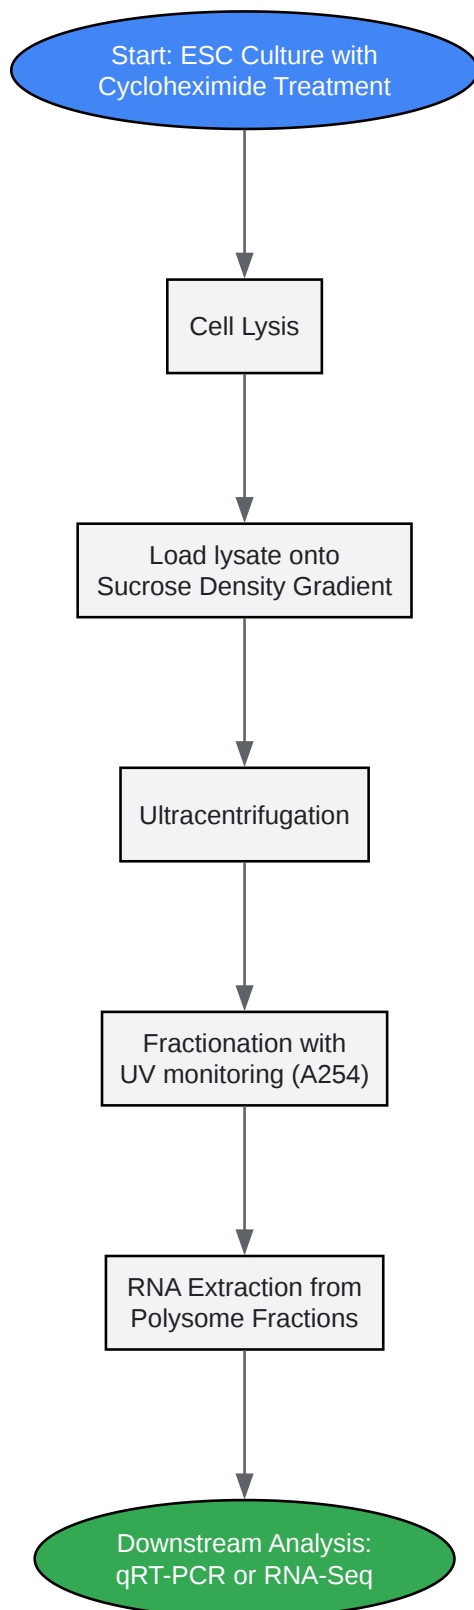 Start: ESC Culture with
Cycloheximide Treatment
Cell Lysis
Load lysate onto
Sucrose Density Gradient
Ultracentrifugation
Fractionation with
UV monitoring (A254)
RNA Extraction from
Polysome Fractions
Downstream Analysis:
qRT-PCR or RNA-Seq